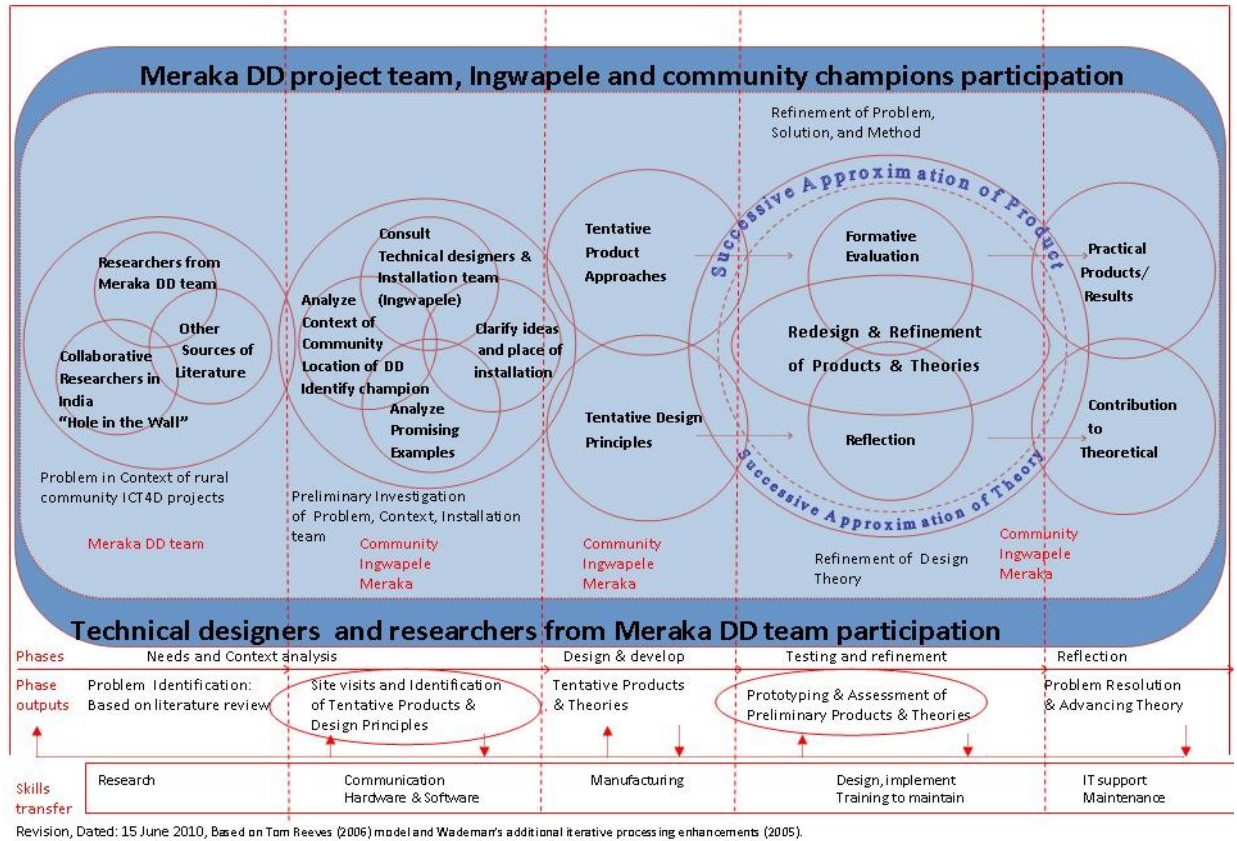 Meraka DD project team, Ingwapele and community champions participation
Refinement of Problem,
Solution, and Method
Successive Approximation of Product
Researchers from
Meraka DD team
Other
Sources of
Literature
Collaborative
Researchers in
India
“Hole in the Wall”
Problem in Context of rural
community ICT4D projects
Meraka DD team
Consult
Technical designers &
Installation team
(Ingwapele)
Analyze
Context of
Community
Location of DD
Identify champion
Clarify ideas
and place of
installation
Analyze
Promising
Examples
Preliminary Investigation
of Problem, Context, Installation
team
Community
Ingwapele
Meraka
Tentative
Product
Approaches
Tentative Design
Principles
Community
Ingwapele
Meraka
Formative
Evaluation
Redesign & Refinement
of Products & Theories
Reflection
Successive Approximation of Theory
Refinement of Design
Theory
Practical
Products/
Results
Contribution
to
Theoretical
Community
Ingwapele
Meraka
Technical designers and researchers from Meraka DD team participation
Phases
Needs and Context analysis
Design & develop
Testing and refinement
Reflection
Phase
outputs
Problem Identification:
Based on literature review
Site visits and Identification
of Tentative Products &
Design Principles
Tentative Products
& Theories
Prototyping & Assessment of
Preliminary Products & Theories
Problem Resolution
& Advancing Theory
Skills
transfer
Research
Communication
Hardware & Software
Manufacturing
Design, implement
Training to maintain
IT support
Maintenance
Revision, Dated: 15 June 2010, Based on Tom Reeves (2006) model and Wademan's additional iterative processing enhancements (2005).